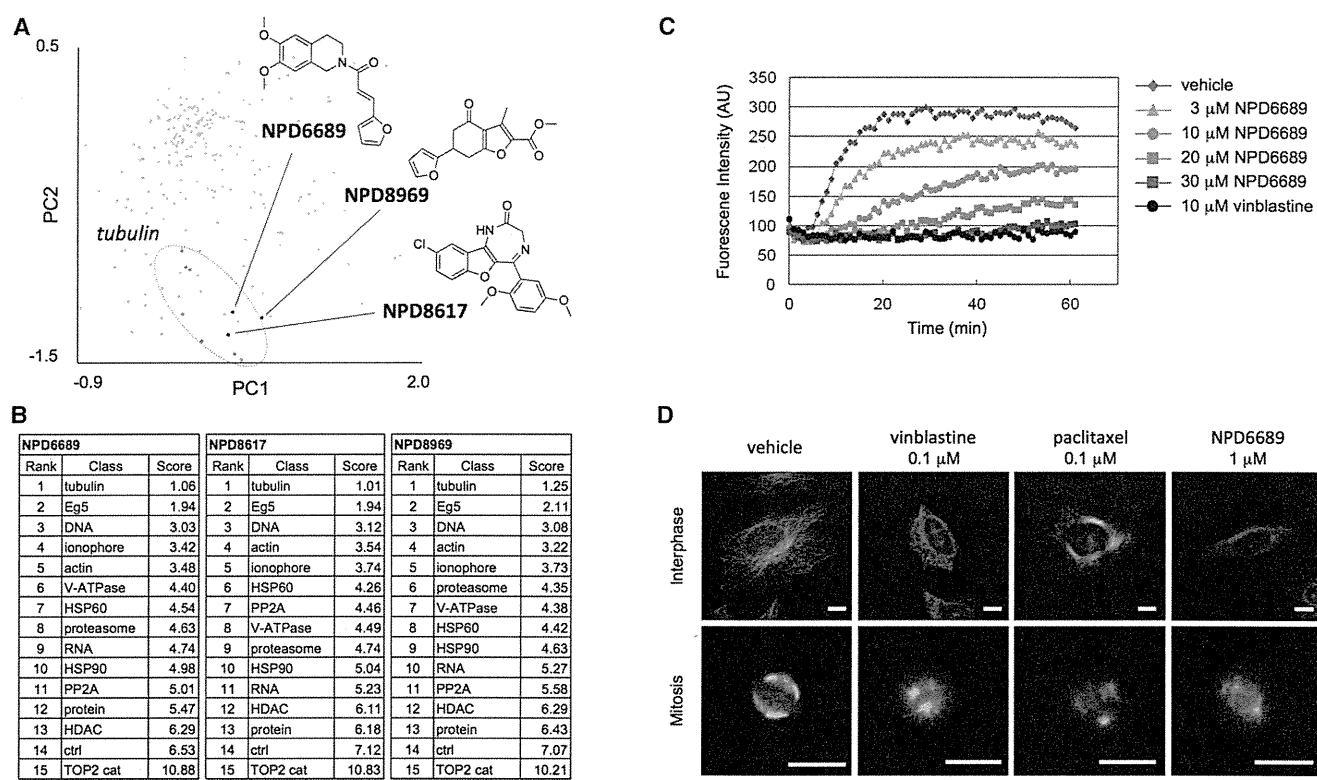 A
0.5
PC2
-1.5
-0.9
PC1
2.0
tubulin
NPD6689
NPD8969
NPD8617
O
O
N
O
O
O
O
O
O
O
H
N
N
Cl
O
O
O
B
NPD6689
Rank Class Score
1 tubulin 1.06
2 Eg5 1.94
3 DNA 3.03
4 ionophore 3.42
5 actin 3.48
6 V-ATPase 4.40
7 HSP60 4.54
8 proteasome 4.63
9 RNA 4.74
10 HSP90 4.98
11 PP2A 5.01
12 protein 5.47
13 HDAC 6.29
14 ctrl 6.53
15 TOP2 cat 10.88
NPD8617
Rank Class Score
1 tubulin 1.01
2 Eg5 1.94
3 DNA 3.12
4 actin 3.54
5 ionophore 3.74
6 HSP60 4.26
7 PP2A 4.46
8 V-ATPase 4.49
9 proteasome 4.74
10 HSP90 5.04
11 RNA 5.23
12 HDAC 6.11
13 protein 6.18
14 ctrl 7.12
15 TOP2 cat 10.83
NPD8969
Rank Class Score
1 tubulin 1.25
2 Eg5 2.11
3 DNA 3.08
4 actin 3.22
5 ionophore 3.73
6 proteasome 4.35
7 V-ATPase 4.38
8 HSP60 4.42
9 HSP90 4.63
10 RNA 5.27
11 PP2A 5.58
12 HDAC 6.29
13 protein 6.43
14 ctrl 7.07
15 TOP2 cat 10.21
C
Fuorescene Intensity (AU)
350
300
250
200
150
100
50
0
0 20 40 60
Time (min)
vehicle
3 µM NPD6689
10 µM NPD6689
20 µM NPD6689
30 µM NPD6689
10 µM vinblastine
D
vehicle
vinblastine
0.1 µM
paclitaxel
0.1 µM
NPD6689
1 µM
Interphase
Mitosis